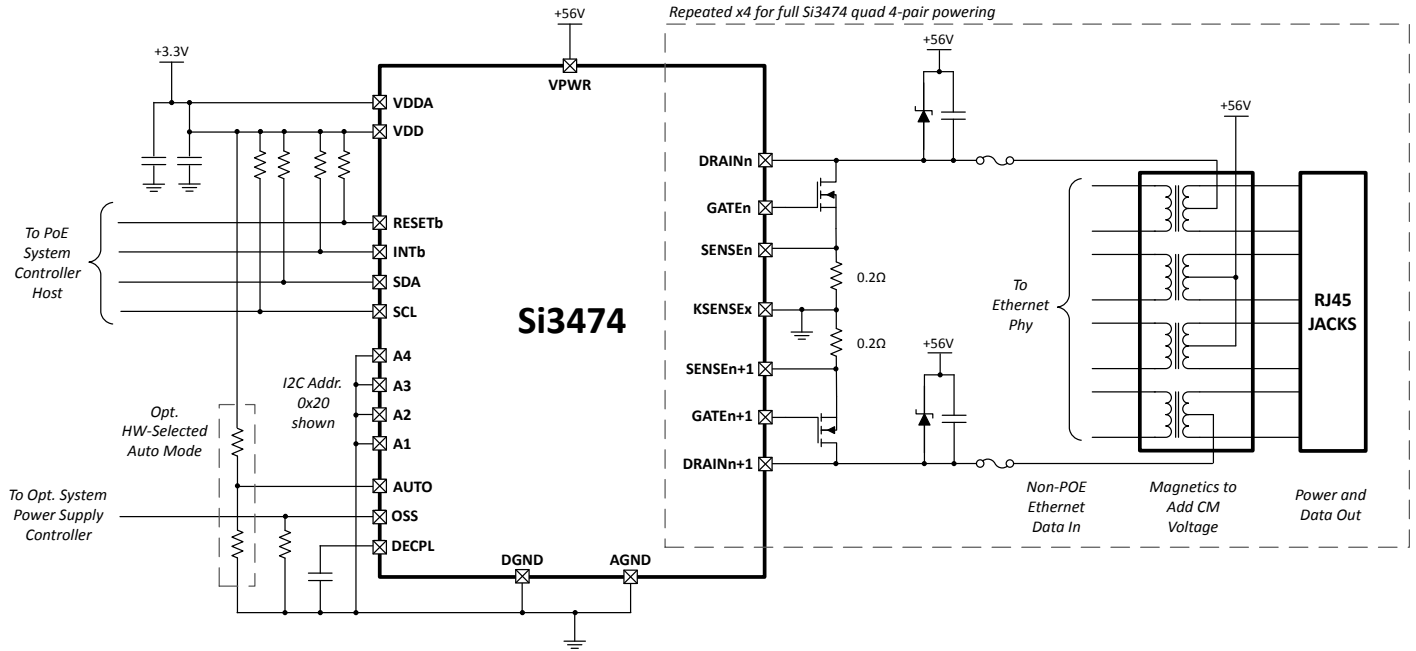 Repeated x4 for full Si3474 quad 4-pair powering
+56V
+3.3V
VPWR
VDDA
VDD
RESETb
INTb
SDA
SCL
To PoE
System
Controller
Host
A4
A3
A2
A1
I2C Addr.
0x20
shown
Opt.
HW-Selected
Auto Mode
AUTO
OSS
DECPL
To Opt. System
Power Supply
Controller
DGND
AGND
Si3474
DRAINn
GATEn
SENSEn
KSENSEx
SENSEn+1
GATEn+1
DRAINn+1
0.2Ω
0.2Ω
+56V
+56V
+56V
To
Ethernet
Phy
RJ45
JACKS
Non-POE
Ethernet
Data In
Magnetics to
Add CM
Voltage
Power and
Data Out